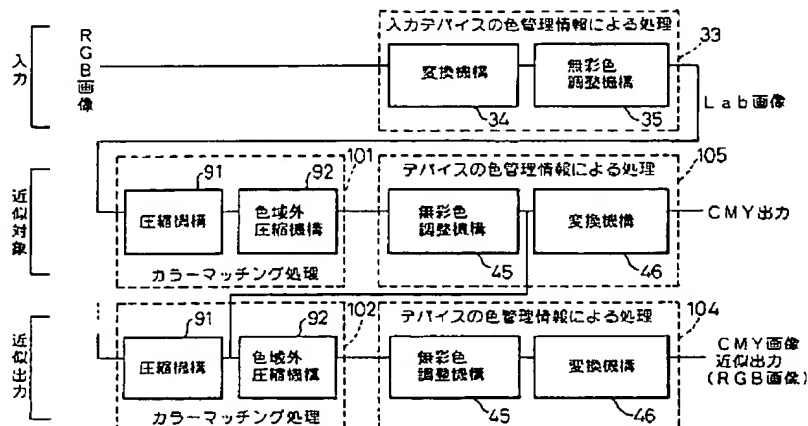 入力
RGB画像
入力デバイスの色管理情報による処理
33
変換機構
34
無彩色
調整機構
35
Lab画像
近似対象
101
91
圧縮機構
92
色域外
圧縮機構
カラーマッチング処理
105
デバイスの色管理情報による処理
無彩色
調整機構
45
変換機構
46
CMY出力
近似出力
102
91
圧縮機構
92
色域外
圧縮機構
カラーマッチング処理
104
デバイスの色管理情報による処理
無彩色
調整機構
45
変換機構
46
CMY画像
近似出力
(RGB画像)